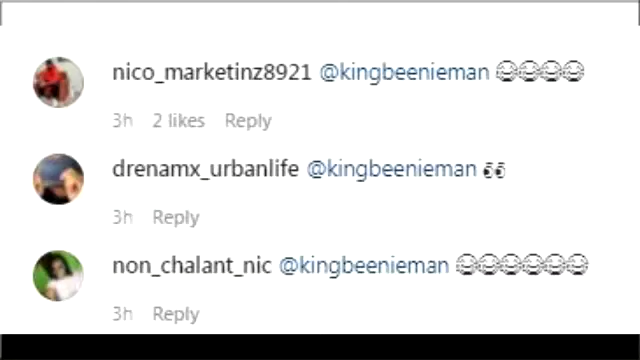 nico_marketinz8921 @kingbeenieman 😂😂😂😂
3h 2 likes Reply
drenamx_urbanlife @kingbeenieman 👀
3h Reply
non_chalant_nic @kingbeenieman 😂😂😂😂😂😂
3h Reply